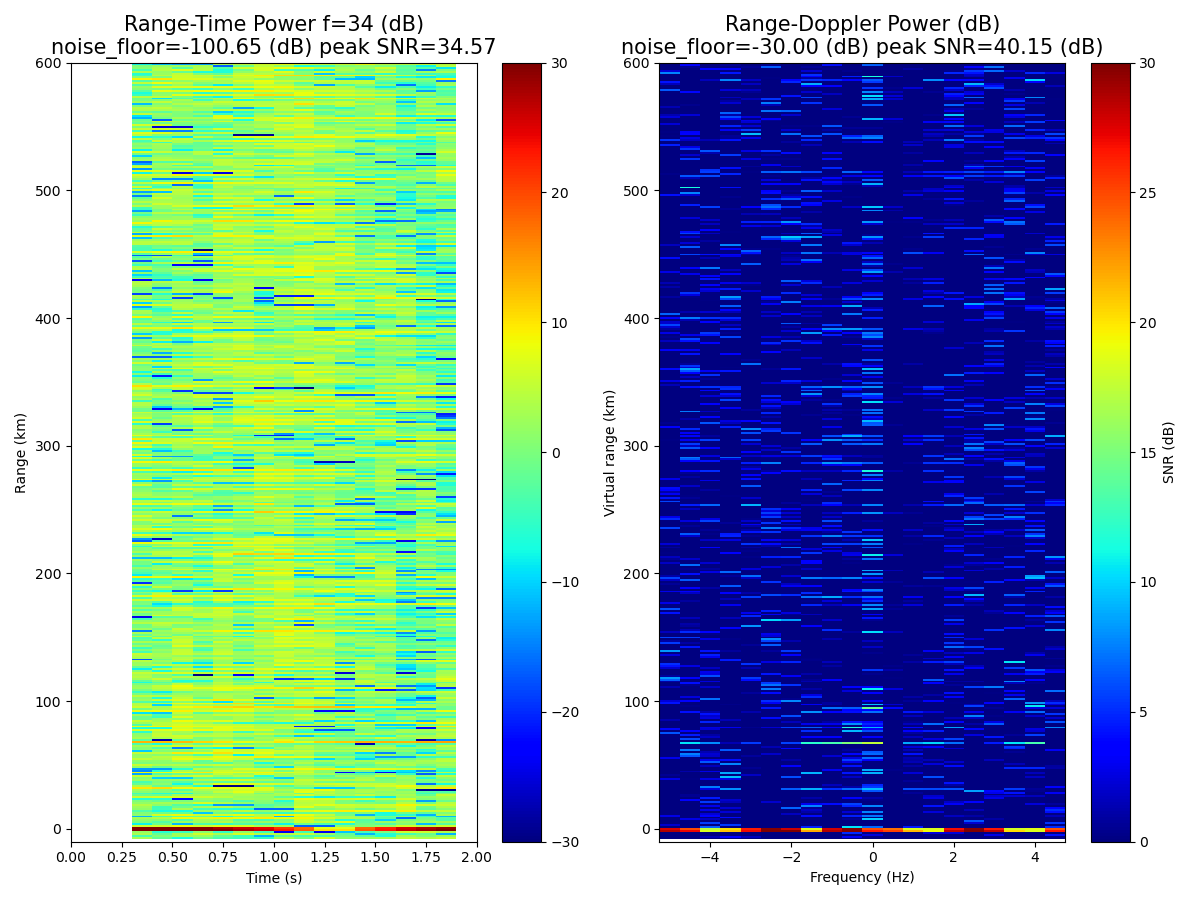 Range-Time Power f=34 (dB)
noise_floor=-100.65 (dB) peak SNR=34.57
600
500
400
300
200
100
0
Range (km)
0.00 0.25 0.50 0.75 1.00 1.25 1.50 1.75 2.00
Time (s)
30
20
10
0
−10
−20
−30
Range-Doppler Power (dB)
noise_floor=-30.00 (dB) peak SNR=40.15 (dB)
600
500
400
300
200
100
0
Virtual range (km)
−4 −2 0 2 4
Frequency (Hz)
30
25
20
15
10
5
0
SNR (dB)